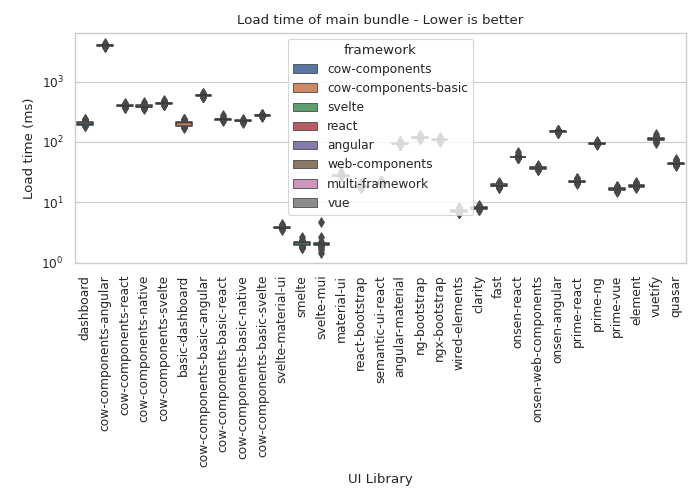 Load time of main bundle - Lower is better
framework
cow-components
cow-components-basic
svelte
react
angular
web-components
multi-framework
vue
Load time (ms)
10³
10²
10¹
10⁰
dashboard
cow-components-angular
cow-components-react
cow-components-native
cow-components-svelte
basic-dashboard
cow-components-basic-angular
cow-components-basic-react
cow-components-basic-native
cow-components-basic-svelte
svelte-material-ui
smelte
svelte-mui
material-ui
react-bootstrap
semantic-ui-react
angular-material
ng-bootstrap
ngx-bootstrap
wired-elements
clarity
fast
onsen-react
onsen-web-components
onsen-angular
prime-react
prime-ng
prime-vue
element
vuetify
quasar
UI Library